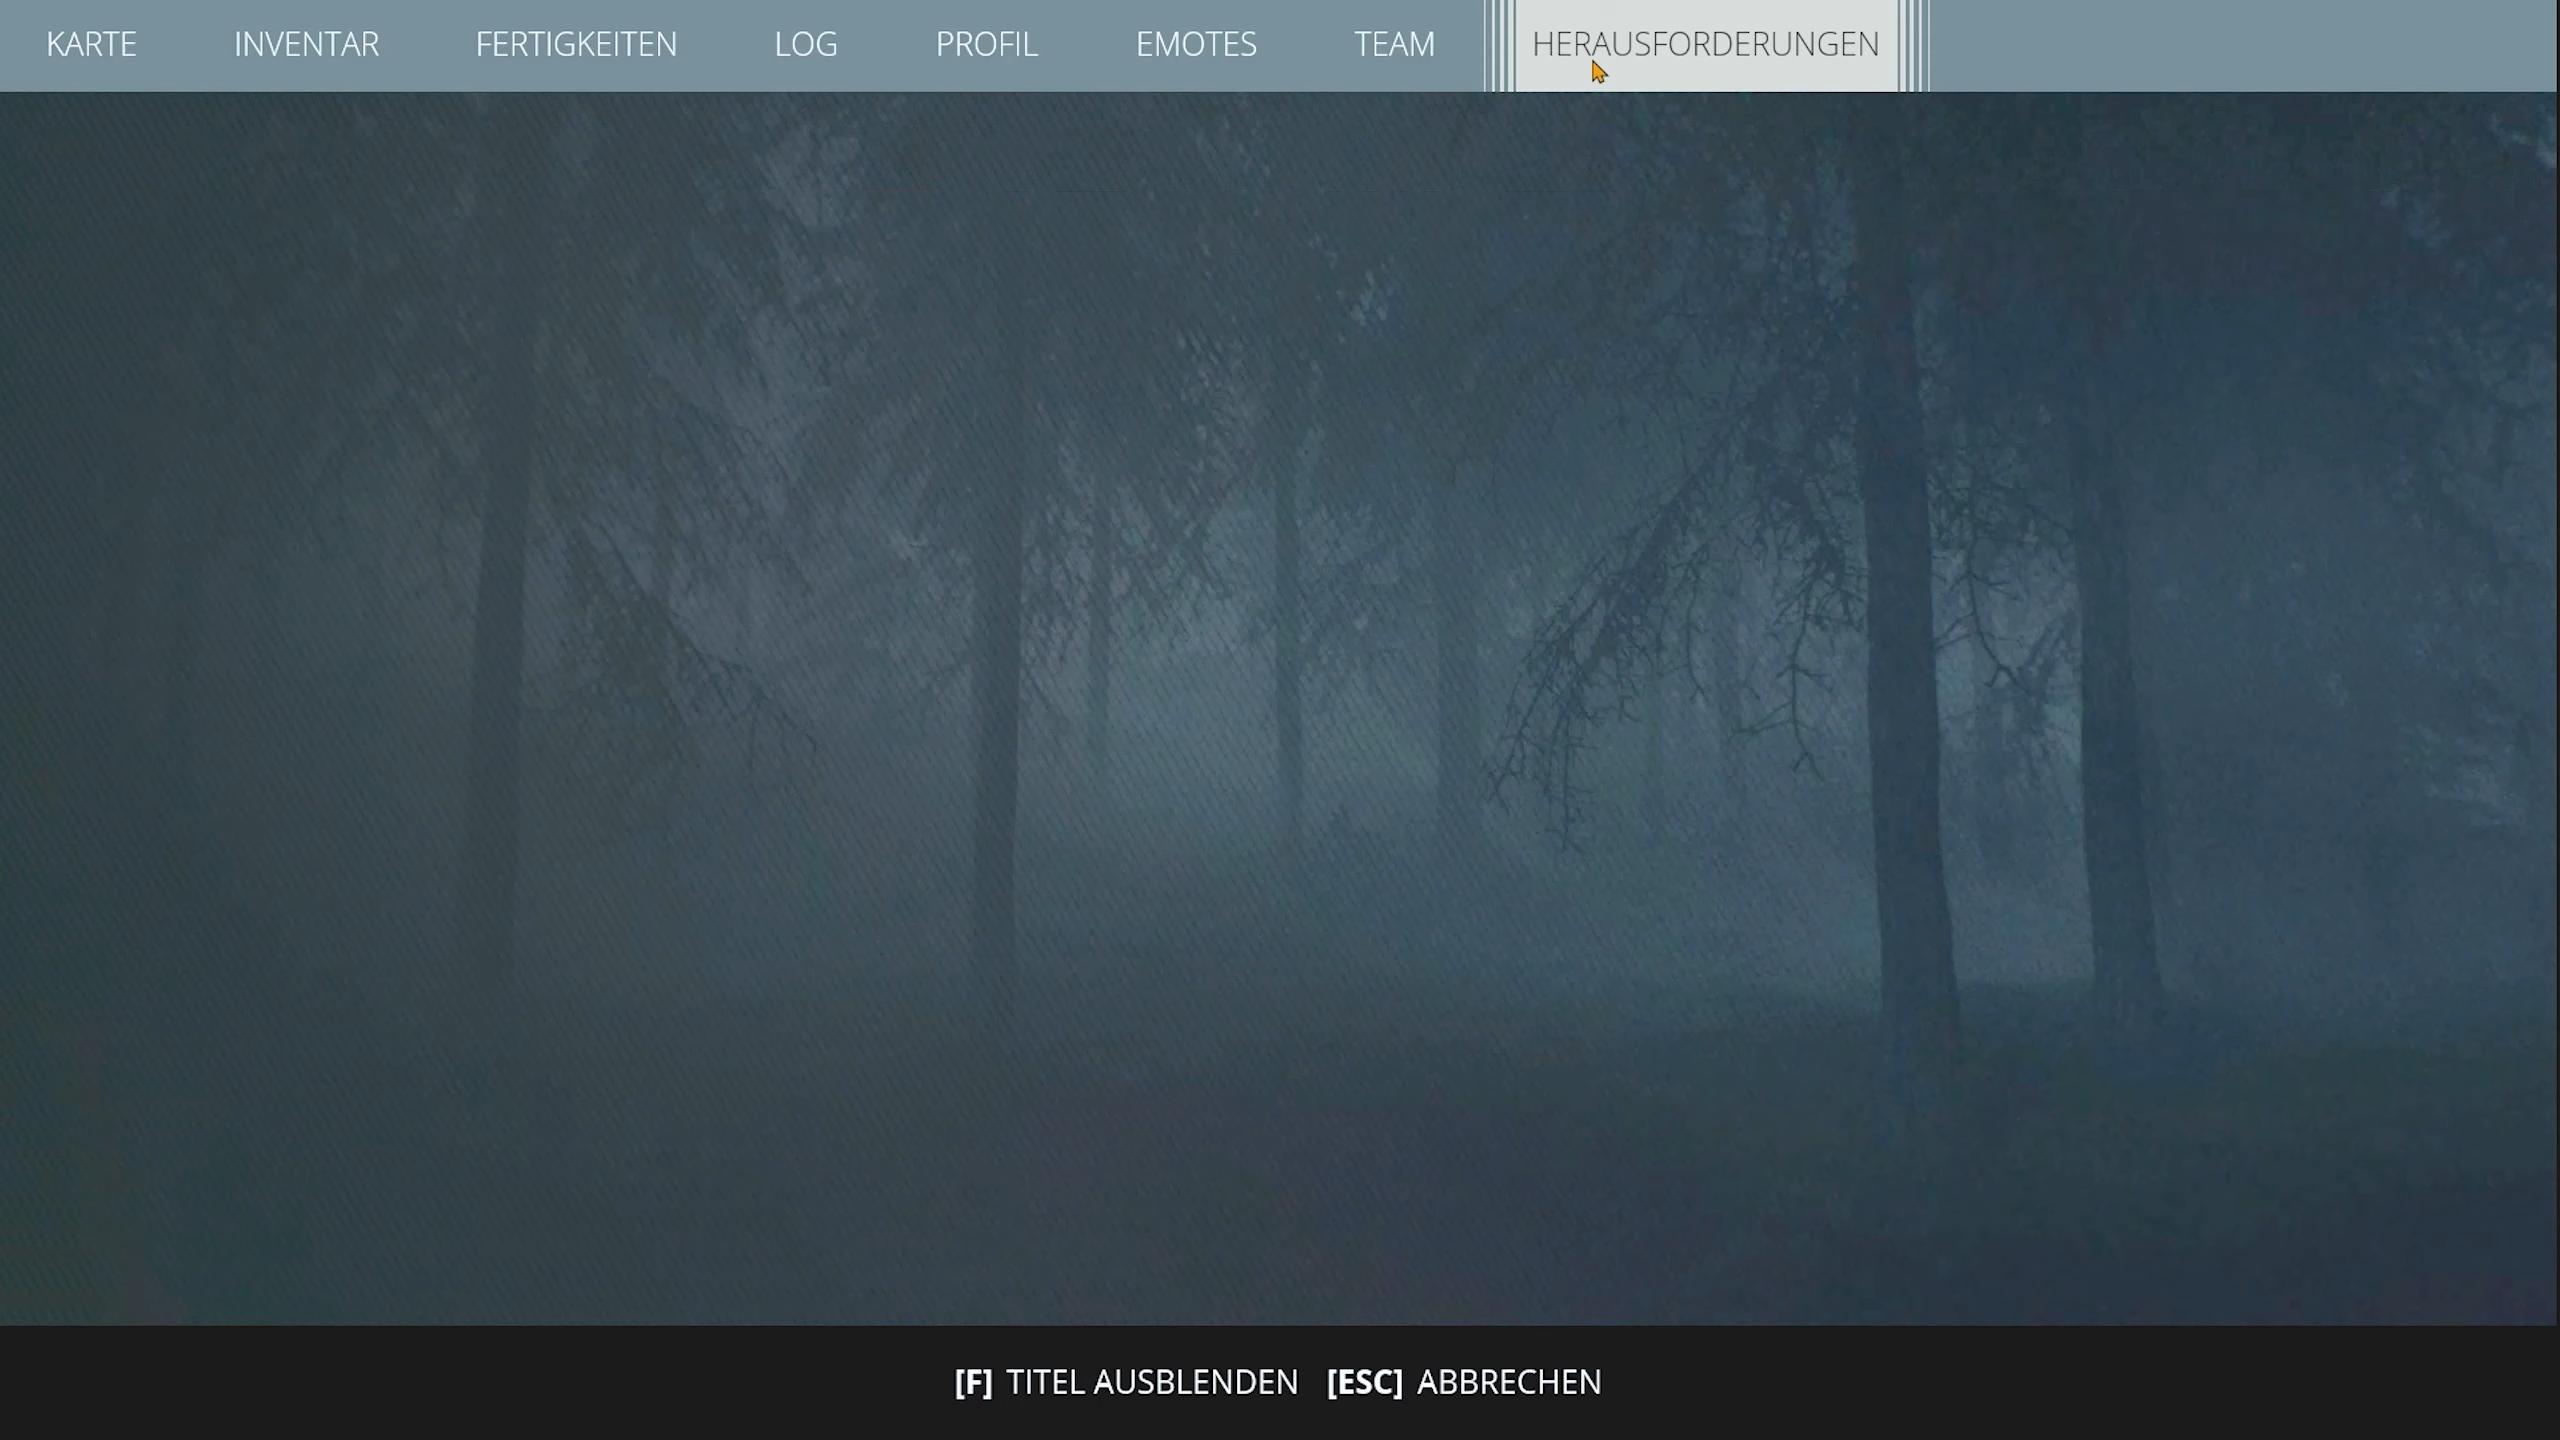 KARTE INVENTAR FERTIGKEITEN LOG PROFIL EMOTES TEAM HERAUSFORDERUNGEN
[F] TITEL AUSBLENDEN [ESC] ABBRECHEN